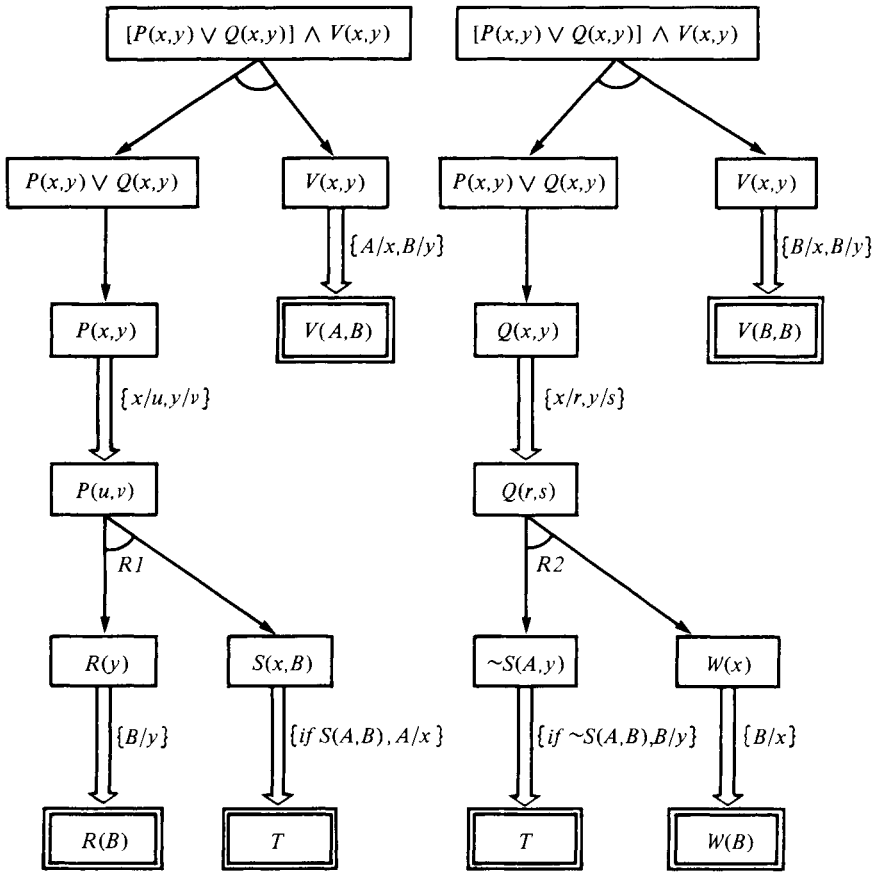 [P(x,y) ∨ Q(x,y)] ∧ V(x,y) [P(x,y) ∨ Q(x,y)] ∧ V(x,y)
P(x,y) ∨ Q(x,y) V(x,y) P(x,y) ∨ Q(x,y) V(x,y)
{A/x,B/y} {B/x,B/y}
P(x,y) V(A,B) Q(x,y) V(B,B)
{x/u,y/v} {x/r,y/s}
P(u,v) Q(r,s)
R1 R2
R(y) S(x,B) ~S(A,y) W(x)
{B/y} {if S(A,B), A/x} {if ~S(A,B),B/y} {B/x}
R(B) T T W(B)